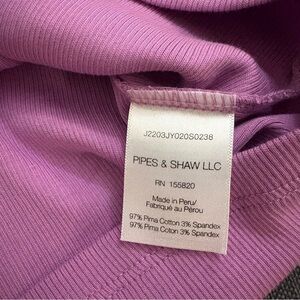 J2203JY020S0238
PIPES & SHAW LLC
RN 155820
Made in Peru/
Fabriqué au Pérou
97% Pima Cotton 3% Spandex
97% Pima Coton 3% Spandex